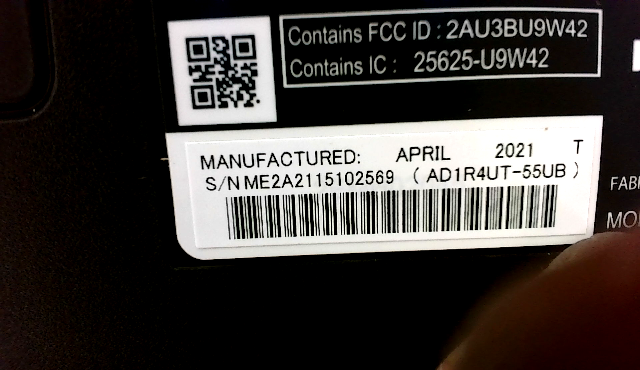 Contains FCC ID : 2AU3BU9W42
Contains IC : 25625-U9W42
MANUFACTURED: APRIL 2021 T
S/N ME2A2115102569 ( AD1R4UT-55UB )